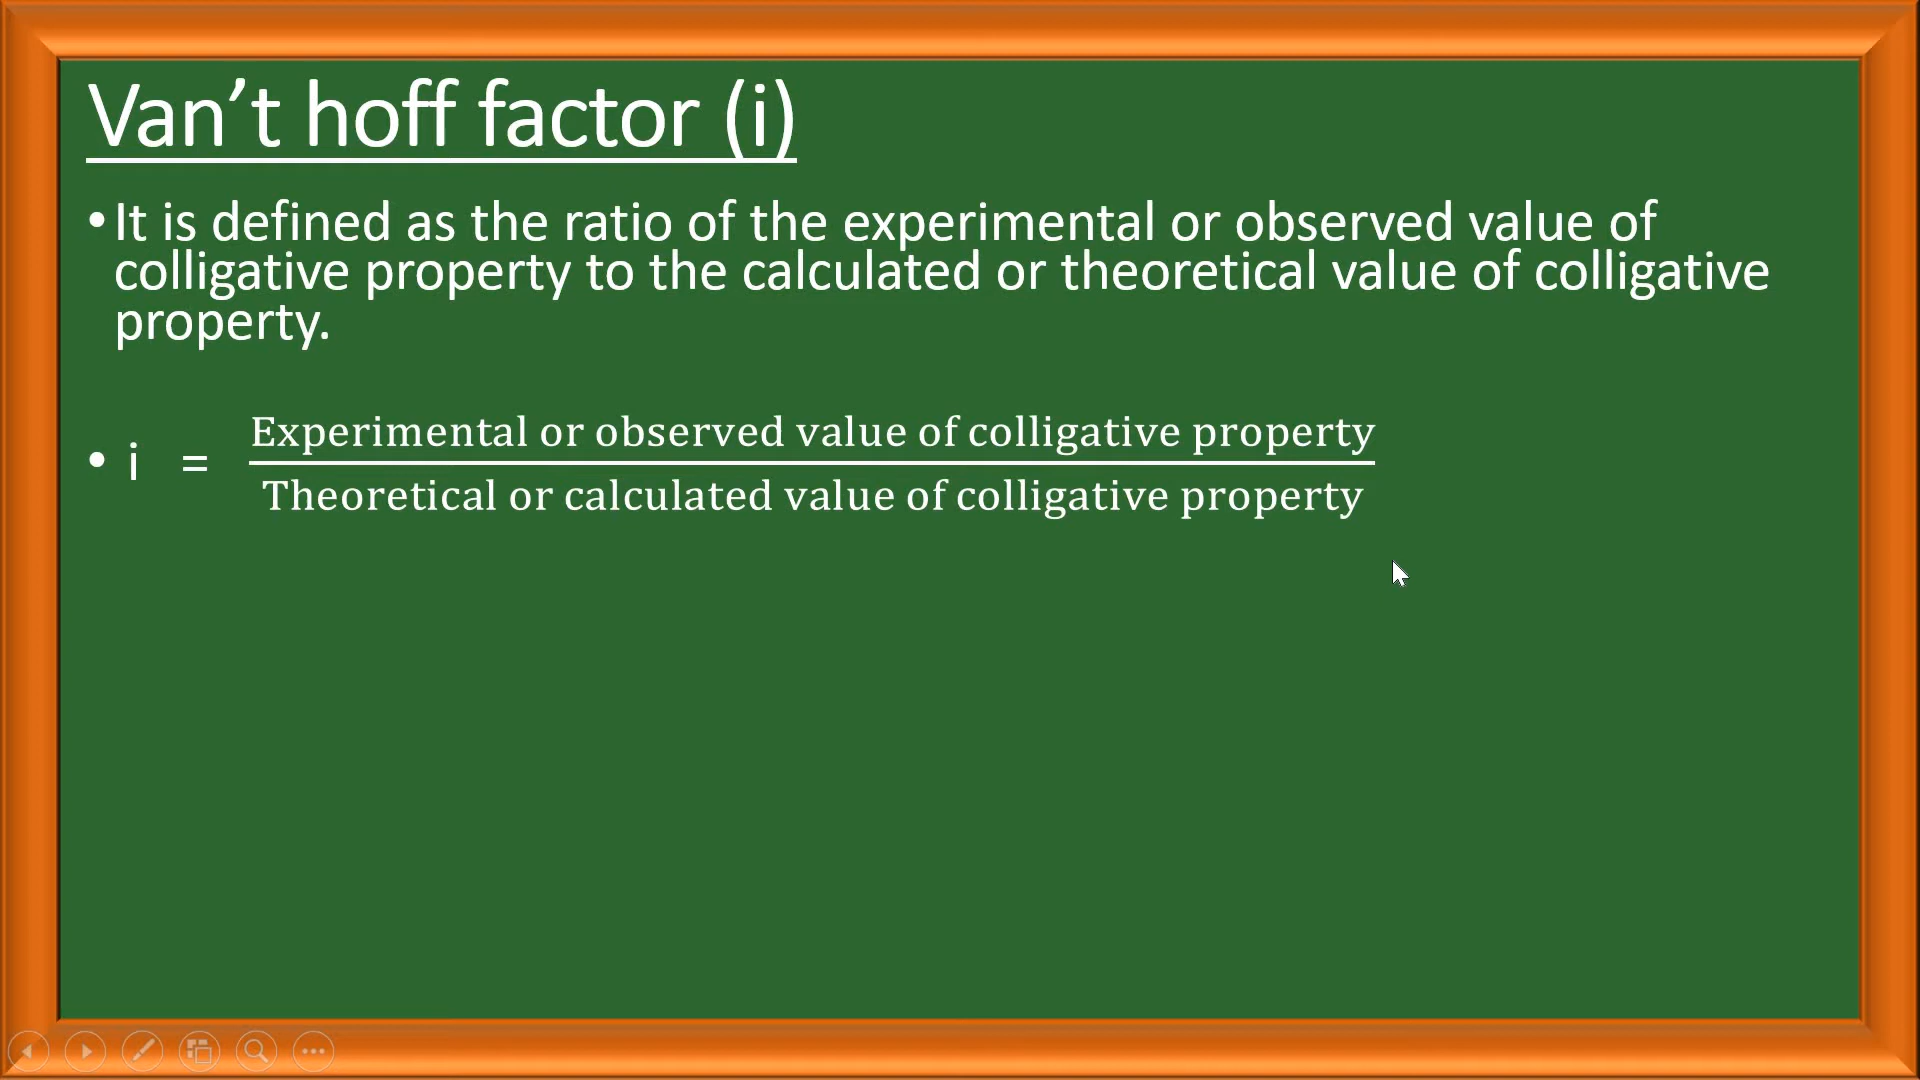 Van’t hoff factor (i)
•It is defined as the ratio of the experimental or observed value of
colligative property to the calculated or theoretical value of colligative
property.
Experimental or observed value of colligative property
• i =
Theoretical or calculated value of colligative property